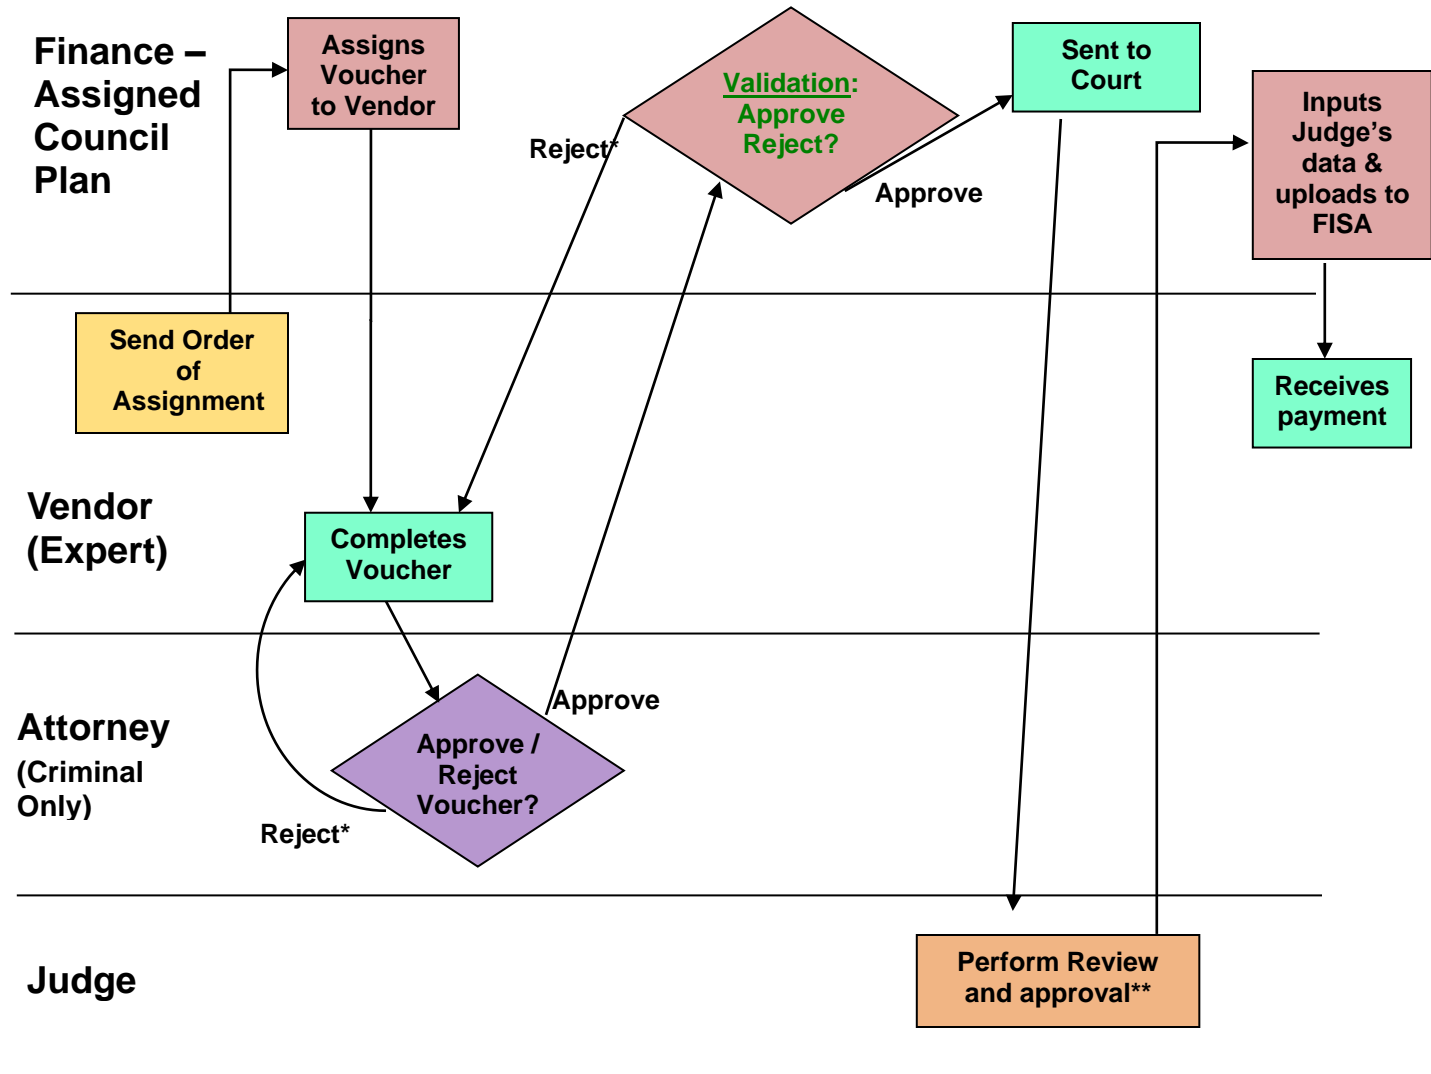 Finance –
Assigned
Council
Plan
Assigns
Voucher
to Vendor
Validation:
Approve
Reject?
Reject*
Approve
Sent to
Court
Inputs
Judge's
data &
uploads to
FISA
Send Order
of
Assignment
Receives
payment
Vendor
(Expert)
Completes
Voucher
Attorney
(Criminal
Only)
Approve
Approve /
Reject
Voucher?
Reject*
Judge
Perform Review
and approval**